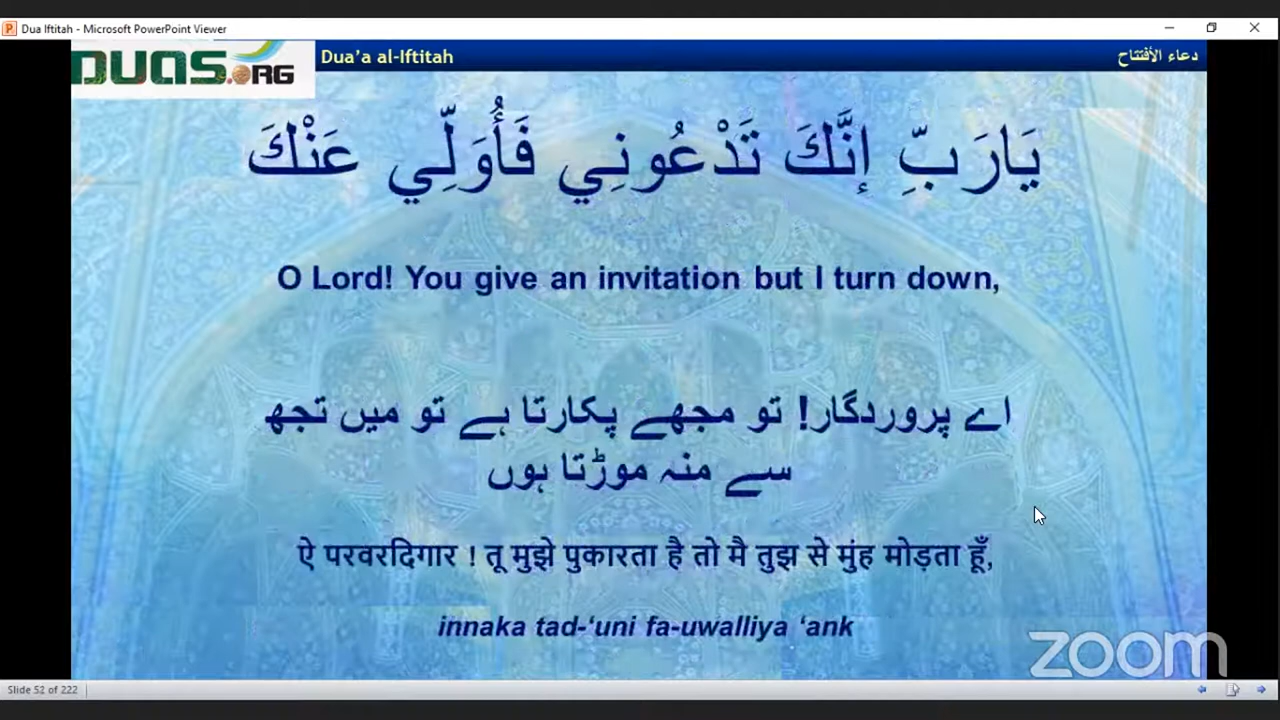 Dua Iftitah - Microsoft PowerPoint Viewer
DUAS.ORG
Dua’a al-Iftitah
دعاء الأفتتاح
يَارَبِّ إنَّكَ تَدْعُونِي فَأُوَلِّي عَنْكَ
O Lord! You give an invitation but I turn down,
اے پروردگار! تو مجھے پکارتا ہے تو میں تجھ
سے منہ موڑتا ہوں
ऐ परवरदिगार ! तू मुझे पुकारता है तो मै तुझ से मुंह मोड़ता हूँ,
innaka tad-‘uni fa-uwalliya ‘ank
zoom
Slide 52 of 222